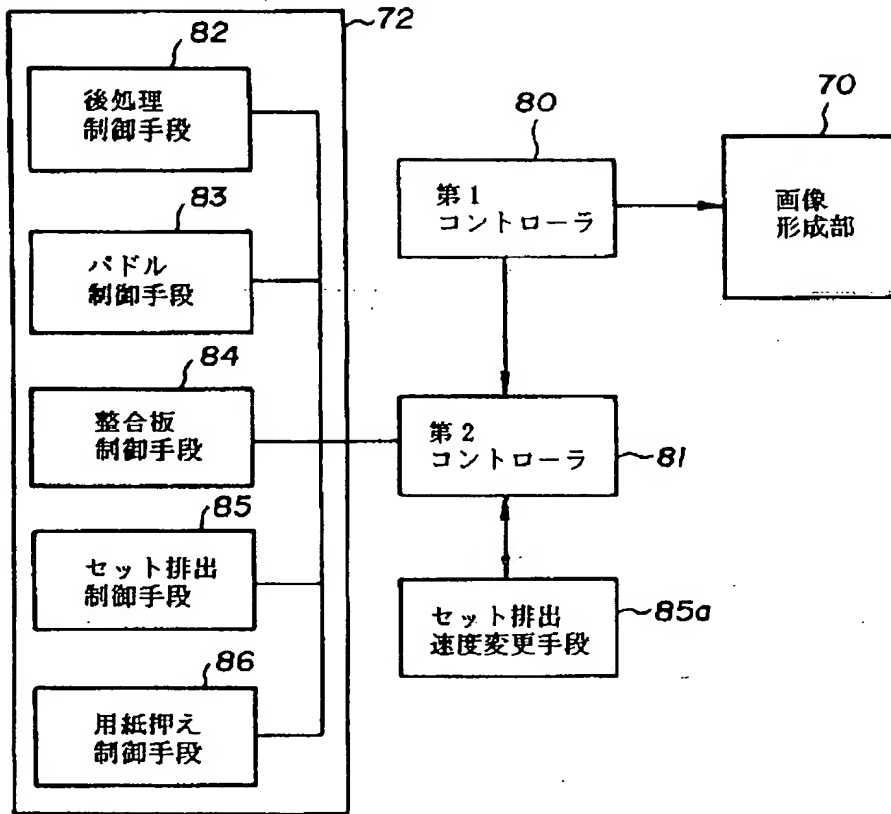 72
82
後処理
制御手段
83
パドル
制御手段
84
整合板
制御手段
85
セット排出
制御手段
86
用紙押え
制御手段
80
第1
コントローラ
70
画像
形成部
第2
コントローラ
81
セット排出
速度変更手段
85a